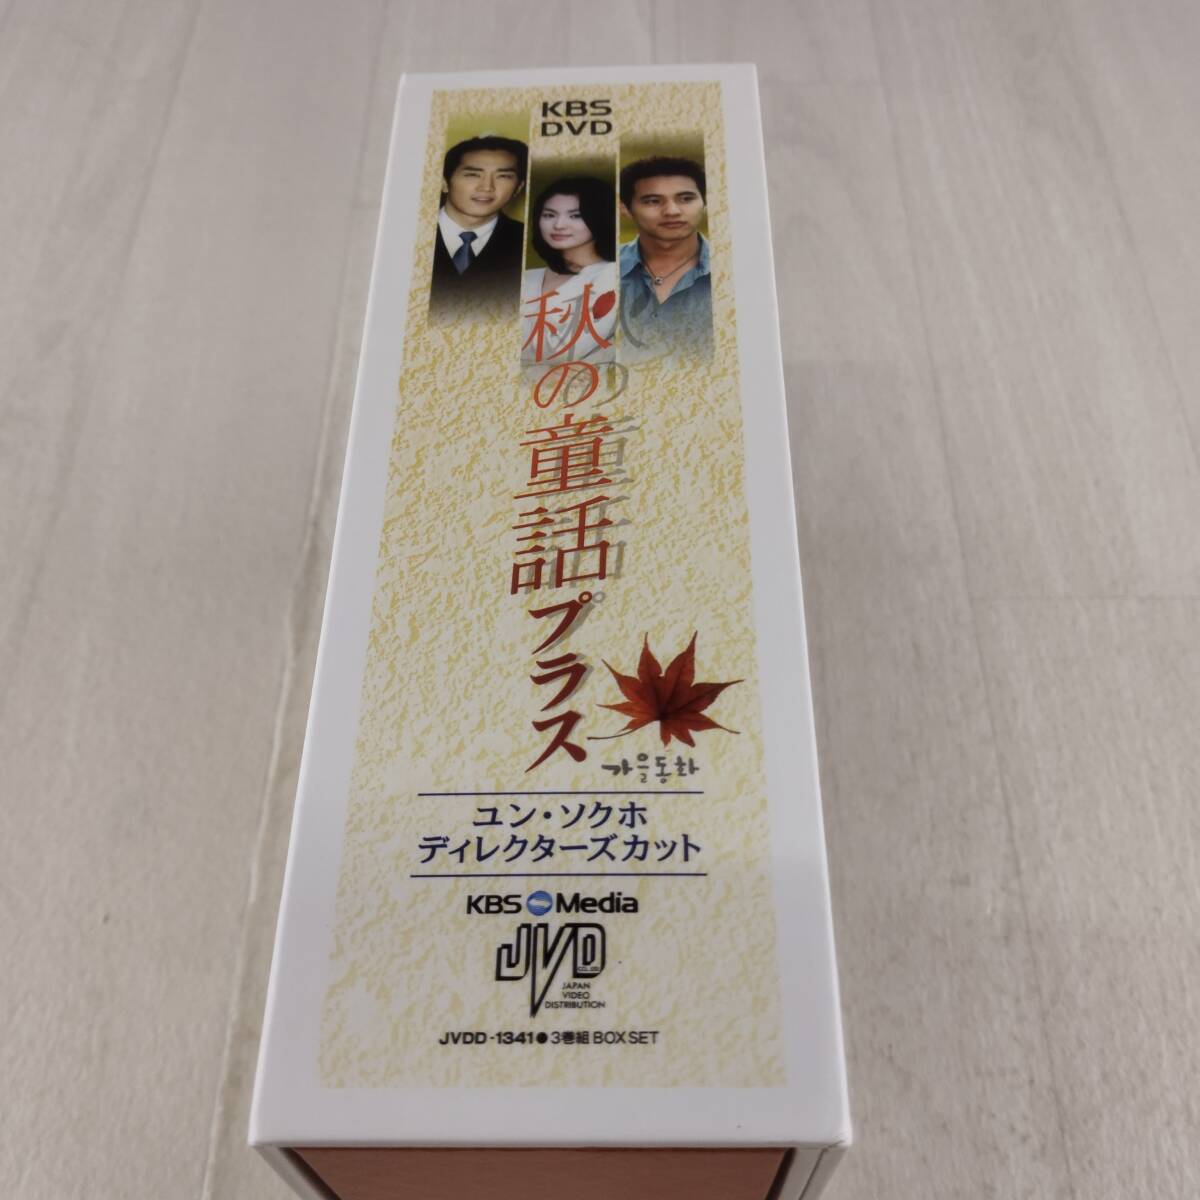 KBS
DVD
秋の童話プラス
가을동화
ユン・ソクホ
ディレクターズカット
KBS Media
JVD
CO.,LTD.
JAPAN
VIDEO
DISTRIBUTION
JVDD-1341●3巻組 BOX SET